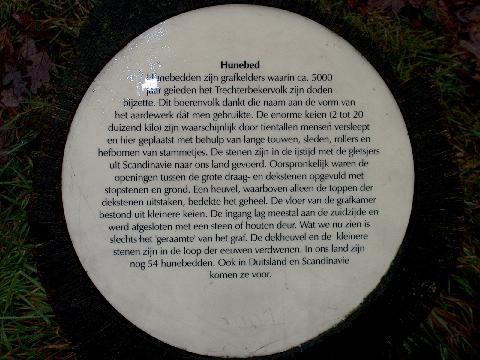 Hunebed
Hunebedden zijn grafkelders waarin ca. 5000
jaar geieden het Trechterbekervolk zijn doden
bijzette. Dit boerenvolk dankt die naam aan de vorm van
het aardewerk dat men gebruikte. De enorme keien (2 tot 20
duizend kilo) zijn waarschijnlijk door tientallen mensen versleept
en hier geplaatst met behulp van lange touwen, sleden, rollers en
hefbomen van stammetjes. De stenen zijn in de ijstijd met de gletsjers
uit Scandinavie naar ons land gevoerd. Oorspronkelijk waren de
openingen tussen de grote draag- en dekstenen opgevuld met
stopstenen en grond. Een heuvel, waarboven alleen de toppen der
dekstenen uitstaken, bedekte het geheel. De vloer van de grafkamer
bestond uit kleinere keien. De ingang lag meestal aan de zuidzijde en
werd afgesloten met een steen of houten deur. Wat we nu zien is
slechts het 'geraamte' van het graf. De dekheuvel en de kleinere
stenen zijn in de loop der eeuwen verdwenen. In ons land zijn
nog 54 hunebedden. Ook in Duitsland en Scandinavie
komen ze voor.